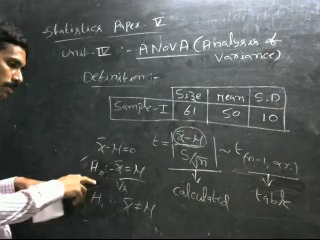 Statistics Paper - V
Unit-IV :- ANOVA (Analysis of
Variance)
Definition :-
Size Mean S.D
Sample-I 61 50 10
x̄-M=0 t = |x̄-M / S/√n| ~ t(n-1, α%)
H₀ :- x̄=M
V/s
H₁ :- x̄≠M
calculated table